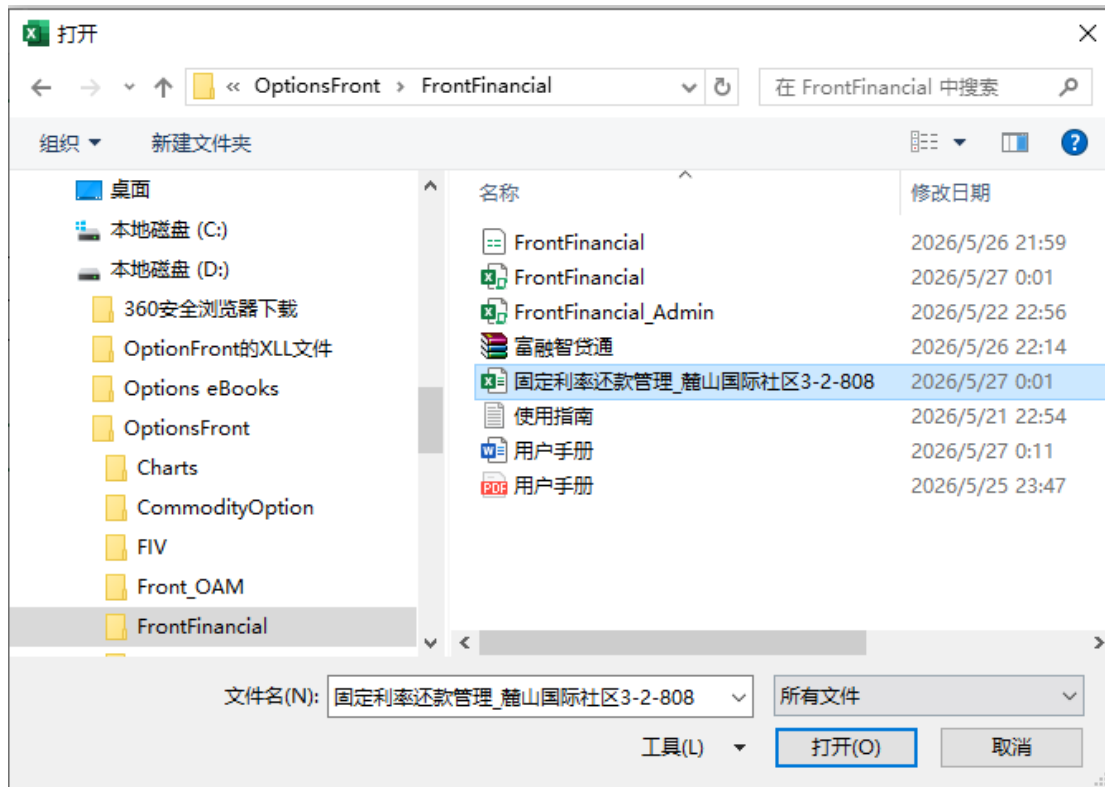 打开
« OptionsFront › FrontFinancial
在 FrontFinancial 中搜索
组织
新建文件夹
桌面
本地磁盘 (C:)
本地磁盘 (D:)
360安全浏览器下载
OptionFront的XLL文件
Options eBooks
OptionsFront
Charts
CommodityOption
FIV
Front_OAM
FrontFinancial
名称 修改日期
FrontFinancial 2026/5/26 21:59
FrontFinancial 2026/5/27 0:01
FrontFinancial_Admin 2026/5/22 22:56
富融智贷通 2026/5/26 22:14
固定利率还款管理_麓山国际社区3-2-808 2026/5/27 0:01
使用指南 2026/5/21 22:54
用户手册 2026/5/27 0:11
用户手册 2026/5/25 23:47
文件名(N): 固定利率还款管理_麓山国际社区3-2-808 所有文件
工具(L) 打开(O) 取消